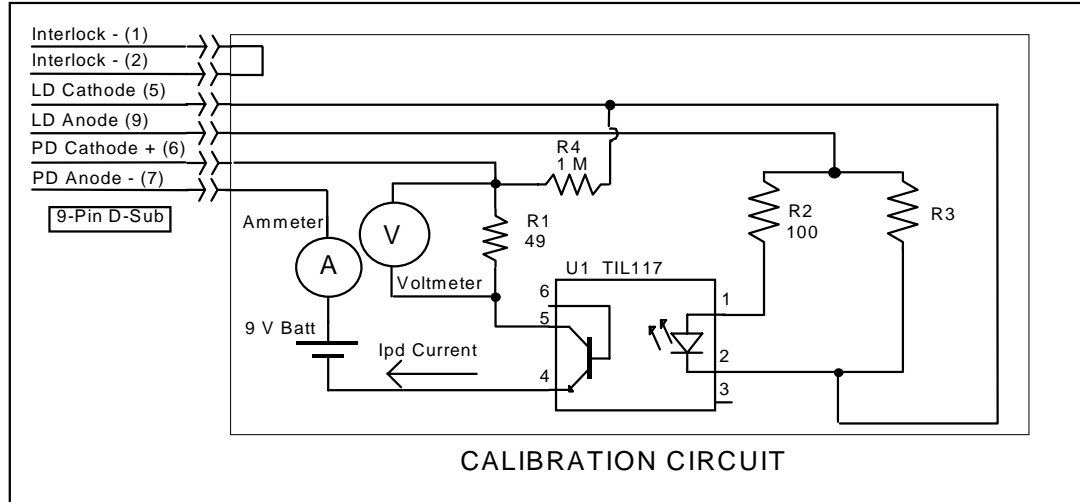 Interlock - (1)
Interlock - (2)
LD Cathode (5)
LD Anode (9)
PD Cathode + (6)
PD Anode - (7)
9-Pin D-Sub
Ammeter
A
V
Voltmeter
R4
1 M
R1
49
R2
100
R3
U1 TIL117
6
5
4
1
2
3
9 V Batt
Ipd Current
CALIBRATION CIRCUIT